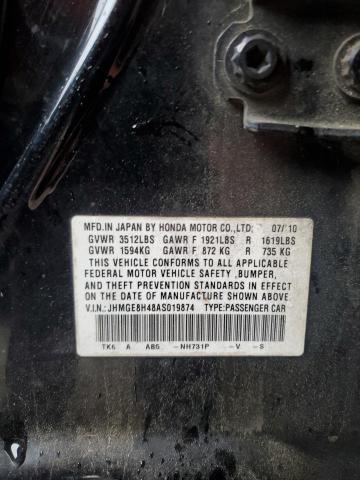 MFD.IN JAPAN BY HONDA MOTOR CO.,LTD. 07/10
GVWR 3512LBS GAWR F 1921LBS R 1619LBS
GVWR 1594KG GAWR F 872 KG R 735 KG
THIS VEHICLE CONFORMS TO ALL APPLICABLE
FEDERAL MOTOR VEHICLE SAFETY ,BUMPER,
AND THEFT PREVENTION STANDARDS IN EFFECT
ON THE DATE OF MANUFACTURE SHOWN ABOVE.
V.I.N.: JHMGE8H48AS019874 TYPE:PASSENGER CAR
TK6 A A85 -NH731P -V -S